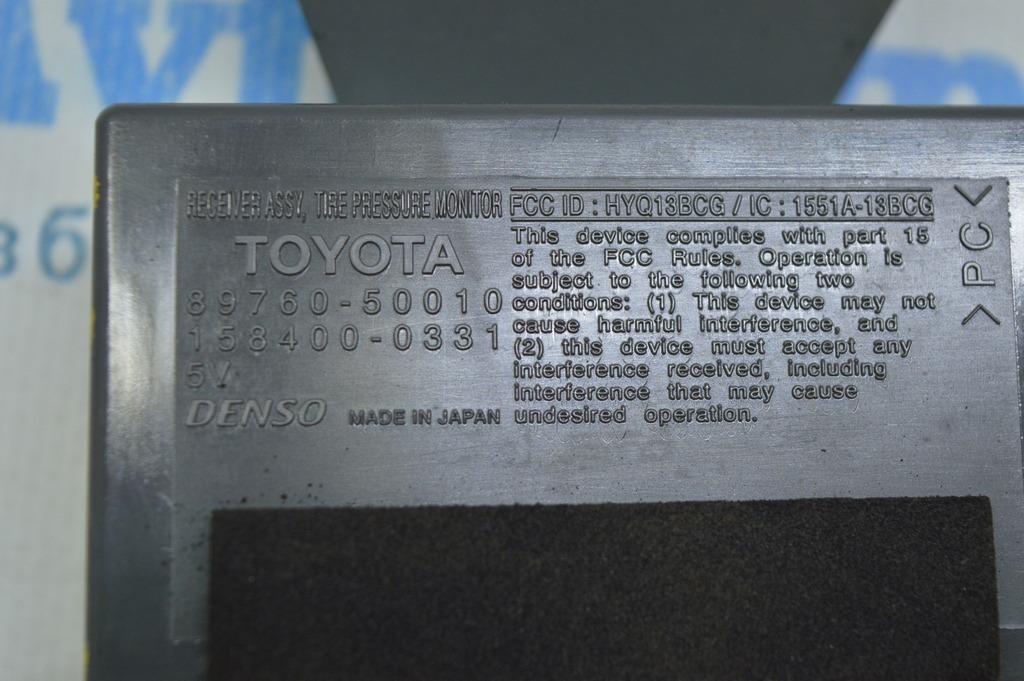 RECEIVER ASSY, TIRE PRESSURE MONITOR
TOYOTA
89760-50010
158400-0331
5V
DENSO MADE IN JAPAN
FCC ID : HYQ13BCG / IC : 1551A-13BCG
This device complies with part 15
of the FCC Rules. Operation is
subject to the following two
conditions: (1) This device may not
cause harmful interference, and
(2) this device must accept any
interference received, including
interference that may cause
undesired operation.
>PC<